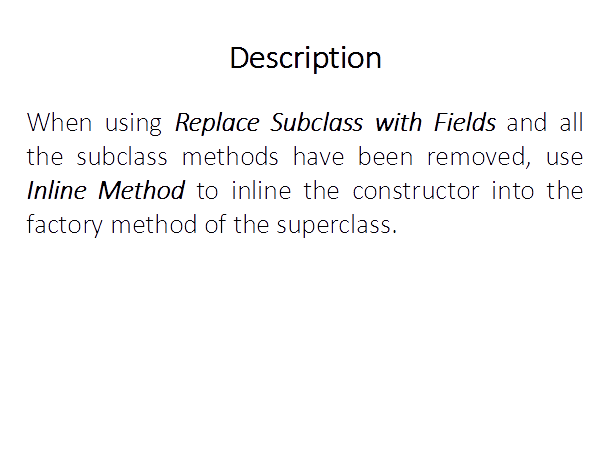 Description
When using Replace Subclass with Fields and all
the subclass methods have been removed, use
Inline Method to inline the constructor into the
factory method of the superclass.